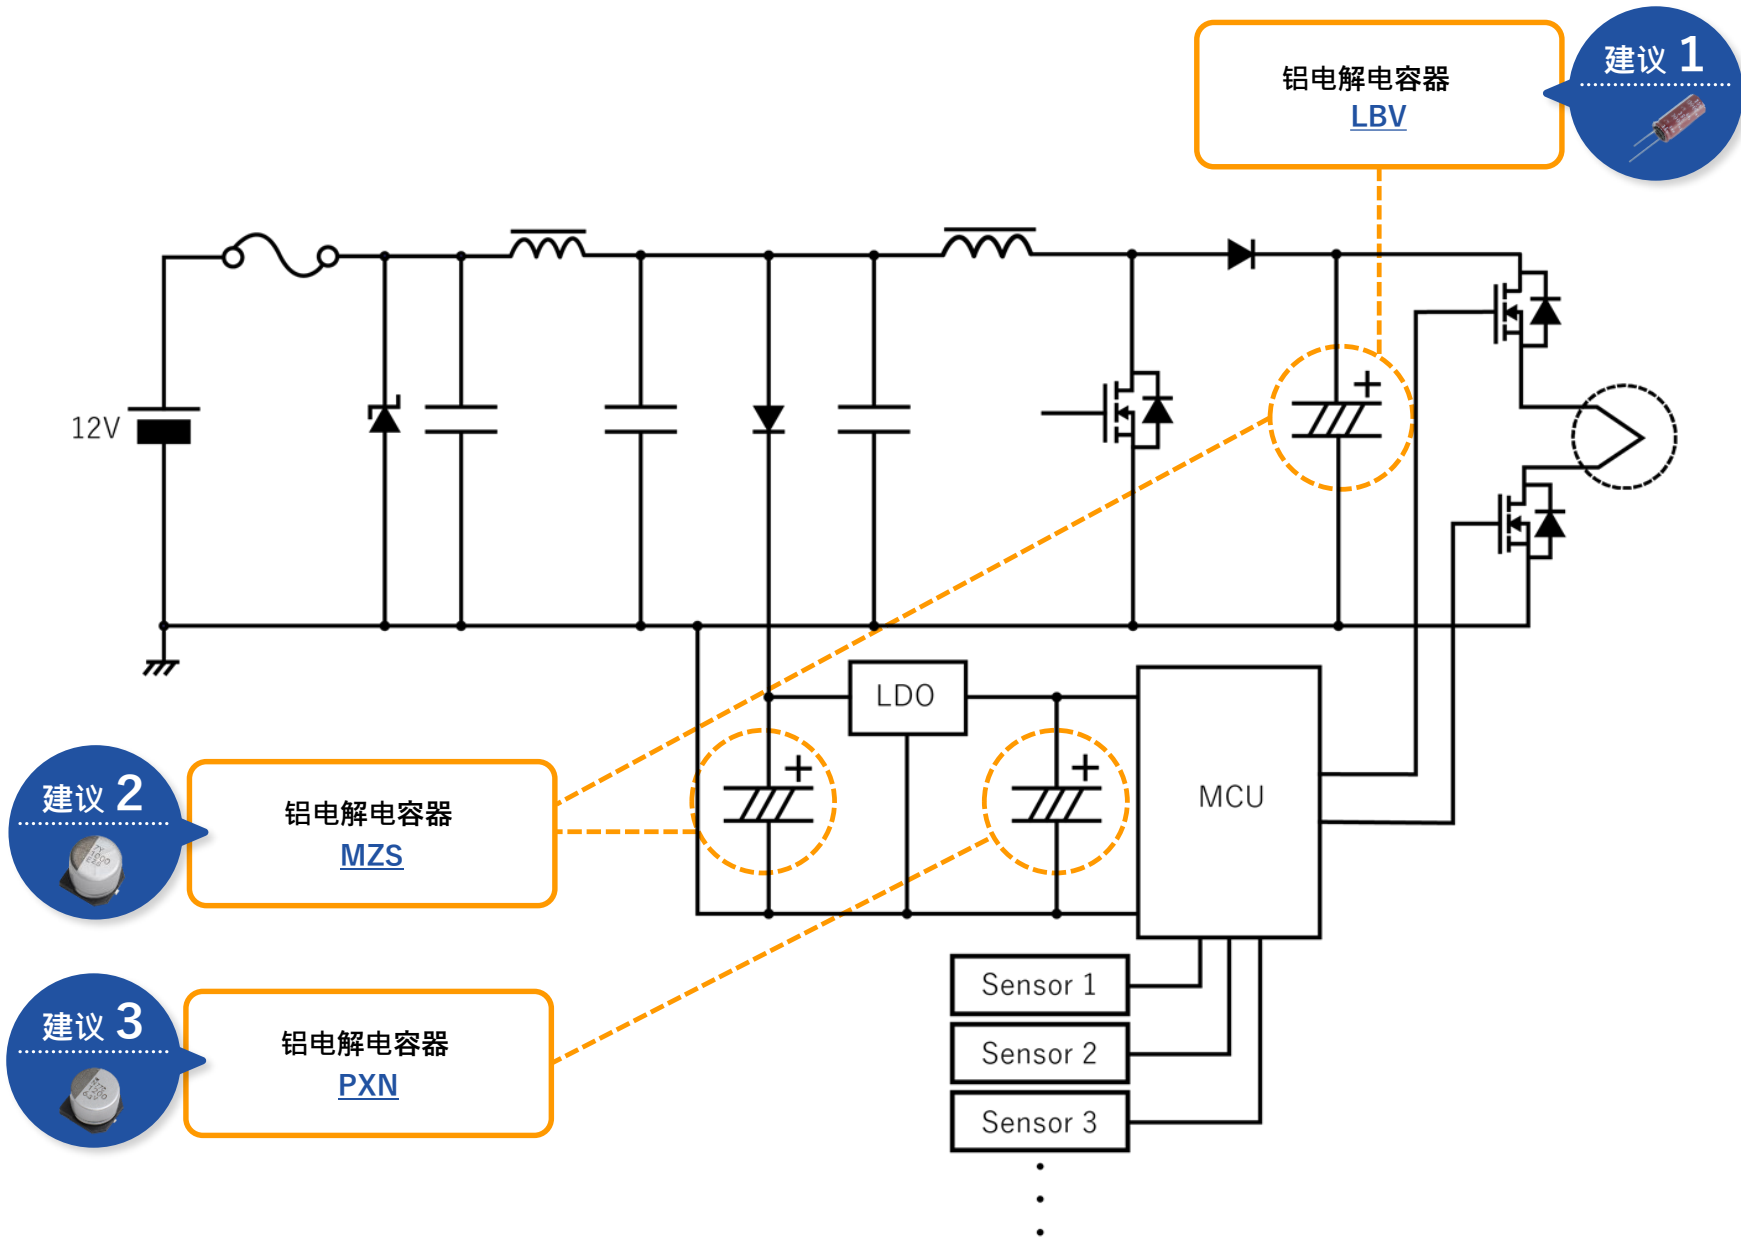 铝电解电容器
LBV
建议 1
12V
LDO
MCU
建议 2
铝电解电容器
MZS
建议 3
铝电解电容器
PXN
Sensor 1
Sensor 2
Sensor 3